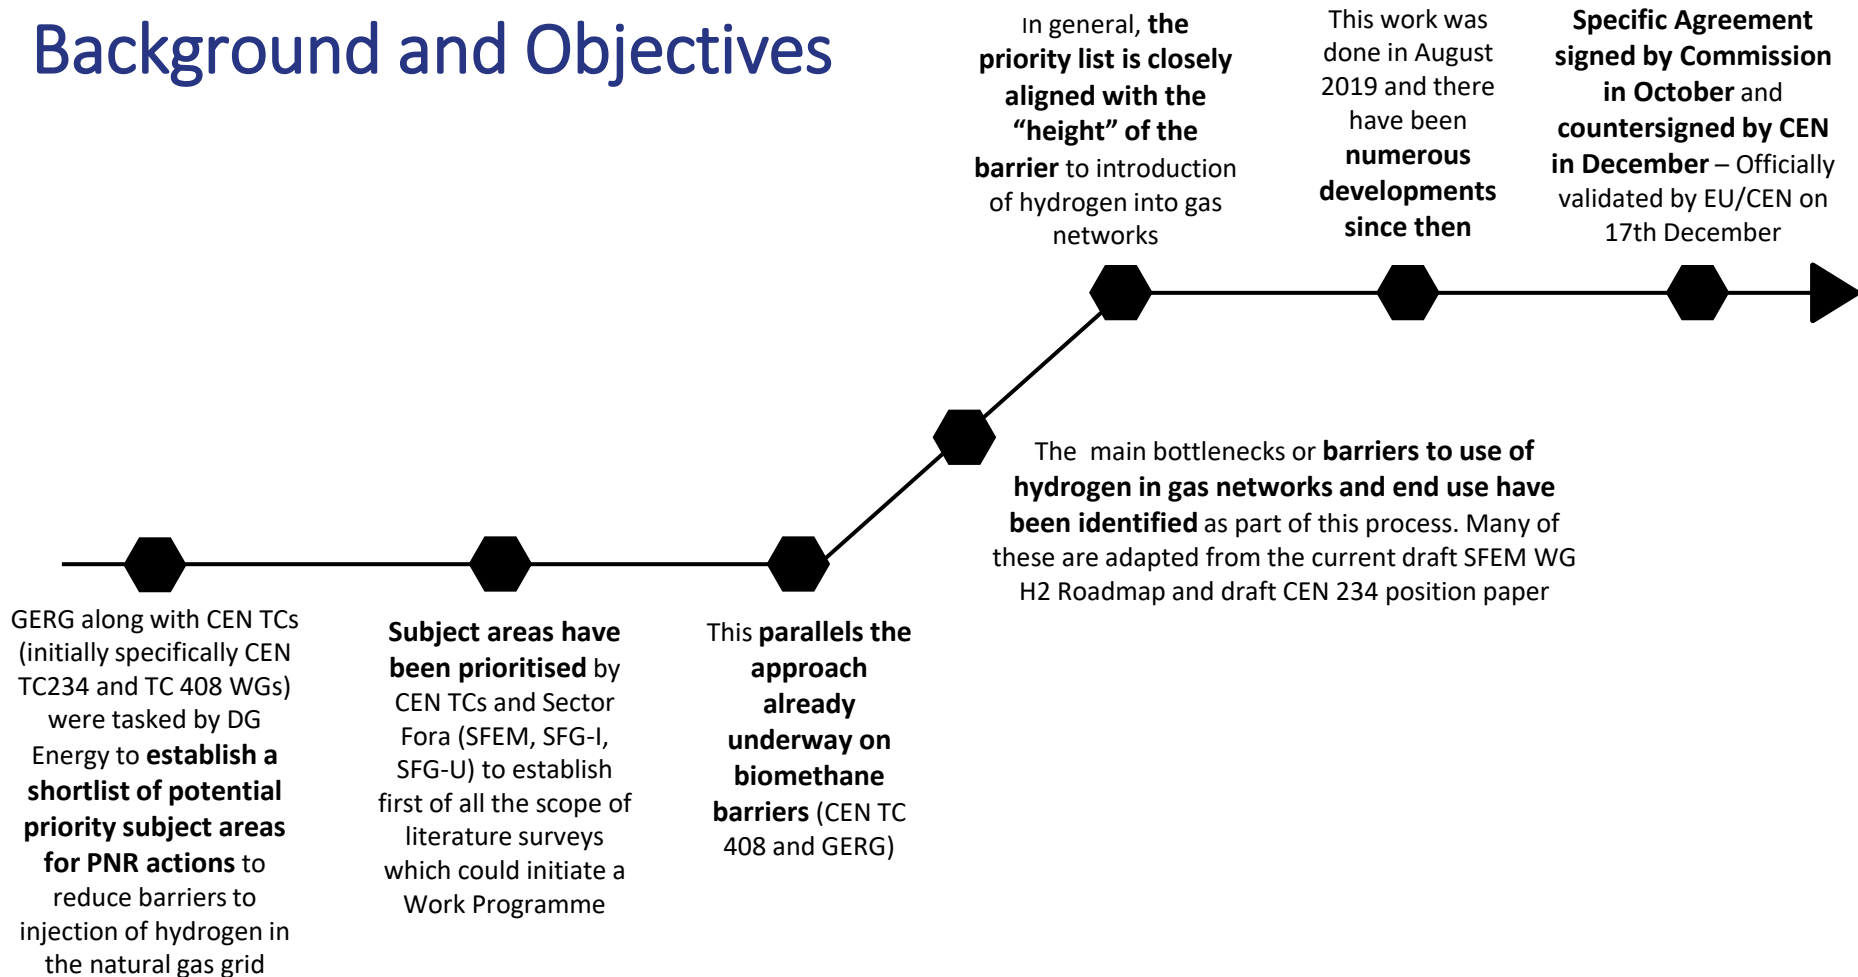 Background and Objectives
GERG along with CEN TCs
(initially specifically CEN
TC234 and TC 408 WGs)
were tasked by DG
Energy to establish a
shortlist of potential
priority subject areas
for PNR actions to
reduce barriers to
injection of hydrogen in
the natural gas grid
Subject areas have
been prioritised by
CEN TCs and Sector
Fora (SFEM, SFG-I,
SFG-U) to establish
first of all the scope of
literature surveys
which could initiate a
Work Programme
This parallels the
approach
already
underway on
biomethane
barriers (CEN TC
408 and GERG)
The  main bottlenecks or barriers to use of
hydrogen in gas networks and end use have
been identified as part of this process. Many of
these are adapted from the current draft SFEM WG
H2 Roadmap and draft CEN 234 position paper
In general, the
priority list is closely
aligned with the
“height” of the
barrier to introduction
of hydrogen into gas
networks
This work was
done in August
2019 and there
have been
numerous
developments
since then
Specific Agreement
signed by Commission
in October and
countersigned by CEN
in December – Officially
validated by EU/CEN on
17th December